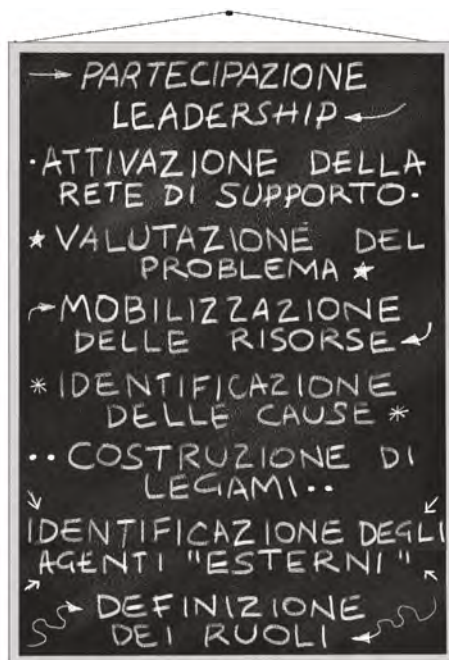 PARTECIPAZIONE
LEADERSHIP
·ATTIVAZIONE DELLA
RETE DI SUPPORTO·
★VALUTAZIONE DEL
PROBLEMA★
MOBILIZZAZIONE
DELLE RISORSE
*IDENTIFICAZIONE
DELLE CAUSE*
··COSTRUZIONE DI
LEGAMI··
IDENTIFICAZIONE DEGLI
AGENTI "ESTERNI"
DEFINIZIONE
DEI RUOLI